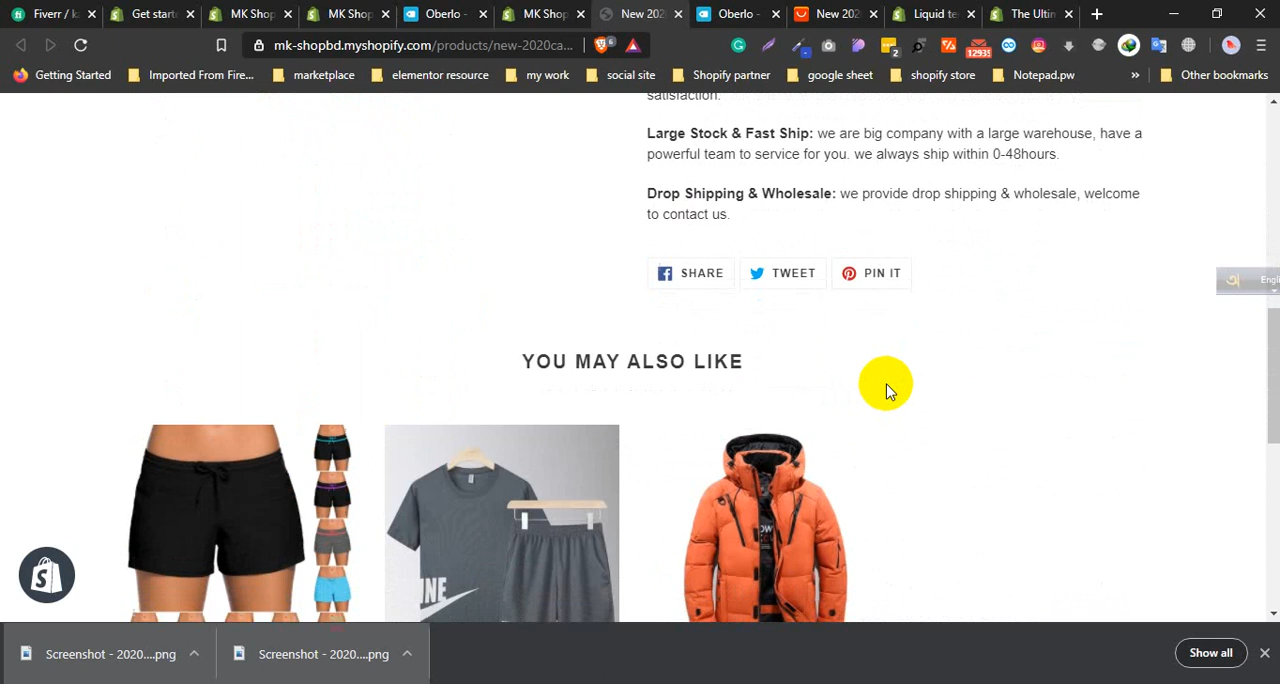 Fiverr / k
Get start
MK Shop
MK Shop
Oberlo -
MK Shop
New 202
Oberlo -
New 202
Liquid te
The Ultin
mk-shopbd.myshopify.com/products/new-2020ca...
6
2
12939
Getting Started
Imported From Fire...
marketplace
elementor resource
my work
social site
Shopify partner
google sheet
shopify store
Notepad.pw
»
Other bookmarks
satisfaction.
Large Stock & Fast Ship: we are big company with a large warehouse, have a
powerful team to service for you. we always ship within 0-48hours.
Drop Shipping & Wholesale: we provide drop shipping & wholesale, welcome
to contact us.
SHARE
TWEET
PIN IT
অ Engli
YOU MAY ALSO LIKE
Screenshot - 2020....png
Screenshot - 2020....png
Show all